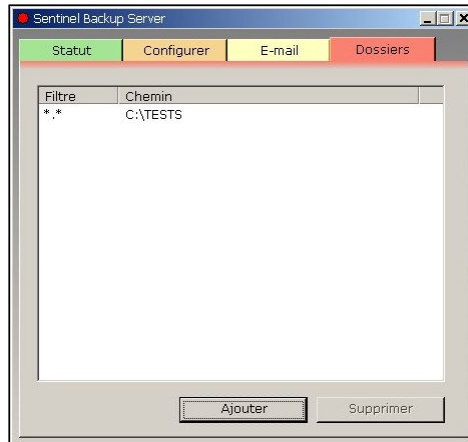 Sentinel Backup Server
Statut Configurer E-mail Dossiers
Filtre Chemin
*.* C:\TESTS
Ajouter Supprimer